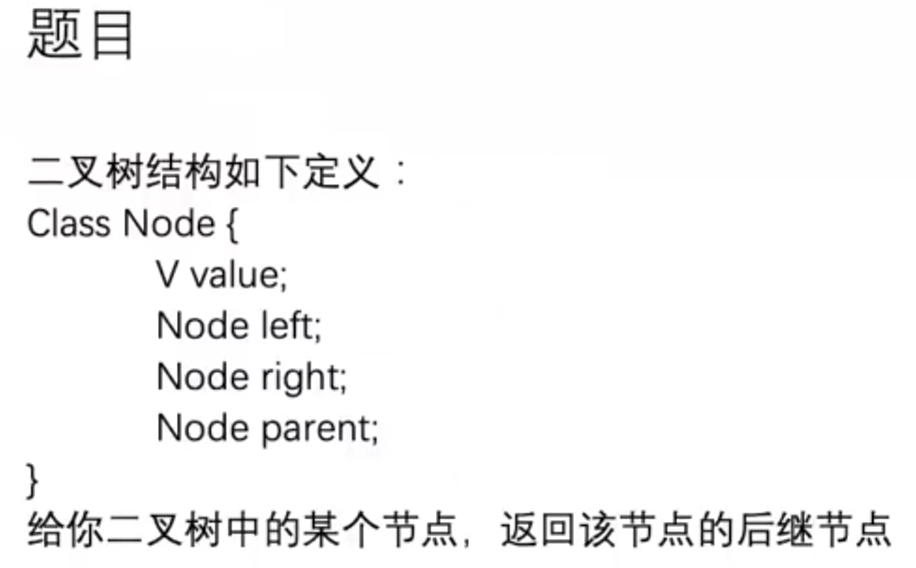 题目
二叉树结构如下定义：
Class Node {
V value;
Node left;
Node right;
Node parent;
}
给你二叉树中的某个节点，返回该节点的后继节点